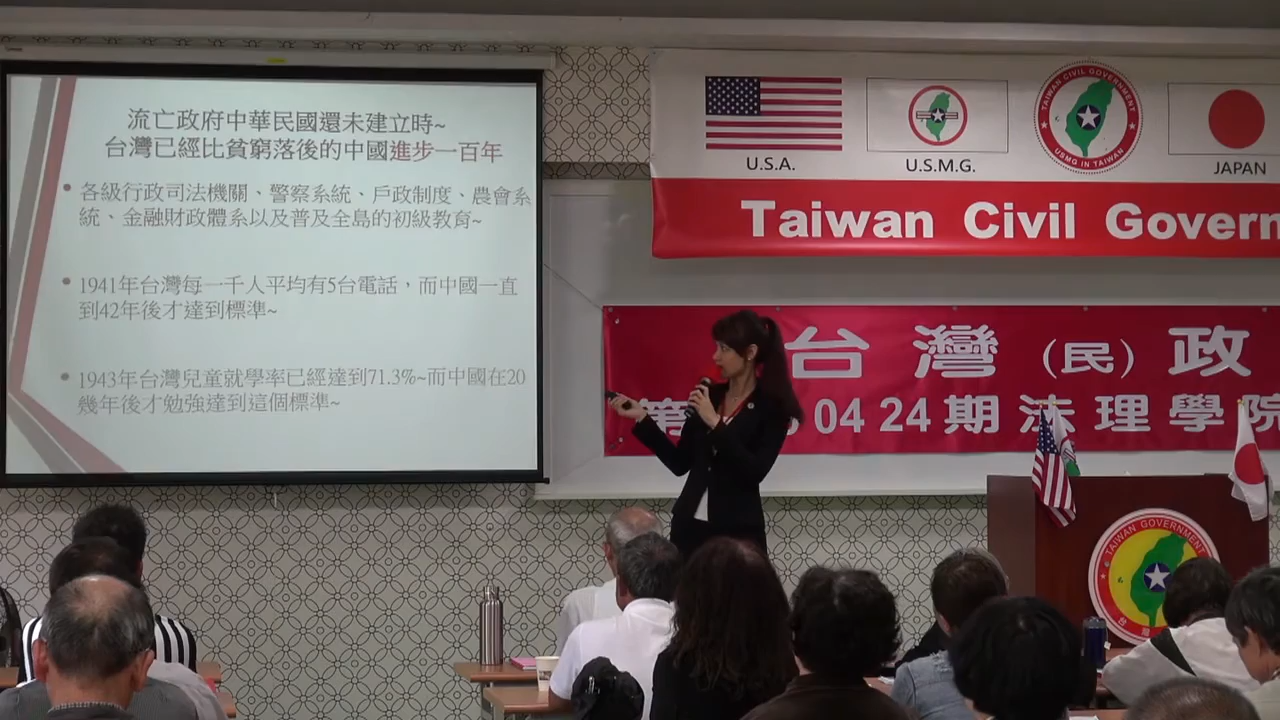 流亡政府中華民國還未建立時~
台灣已經比貧窮落後的中國進步一百年
各級行政司法機關、警察系統、戶政制度、農會系
統、金融財政體系以及普及全島的初級教育~
1941年台灣每一千人平均有5台電話，而中國一直
到42年後才達到標準~
1943年台灣兒童就學率已經達到71.3%~而中國在20
幾年後才勉強達到這個標準~
U.S.A.
U.S.M.G.
TAIWAN CIVIL GOVERNMENT
USMG IN TAIWAN
JAPAN
Taiwan Civil Govern
台灣(民)政
第 04 24期法理學院
TAIWAN GOVERNMENT
台灣